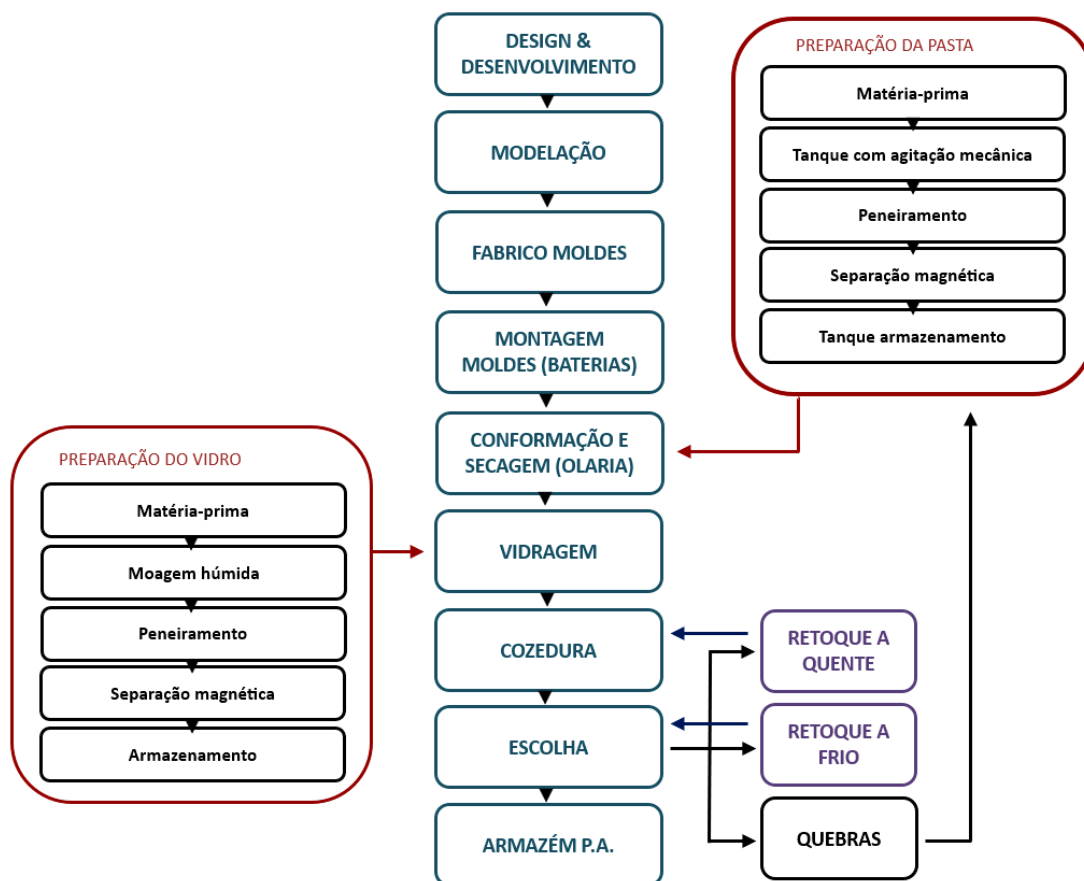 DESIGN &
DESENVOLVIMENTO
MODELAÇÃO
FABRICO MOLDES
MONTAGEM
MOLDES (BATERIAS)
CONFORMAÇÃO E
SECAGEM (OLARIA)
VIDRAGEM
COZEDURA
ESCOLHA
ARMAZÉM P.A.
PREPARAÇÃO DA PASTA
Matéria-prima
Tanque com agitação mecânica
Peneiramento
Separação magnética
Tanque armazenamento
PREPARAÇÃO DO VIDRO
Matéria-prima
Moagem húmida
Peneiramento
Separação magnética
Armazenamento
RETOQUE A
QUENTE
RETOQUE A
FRIO
QUEBRAS